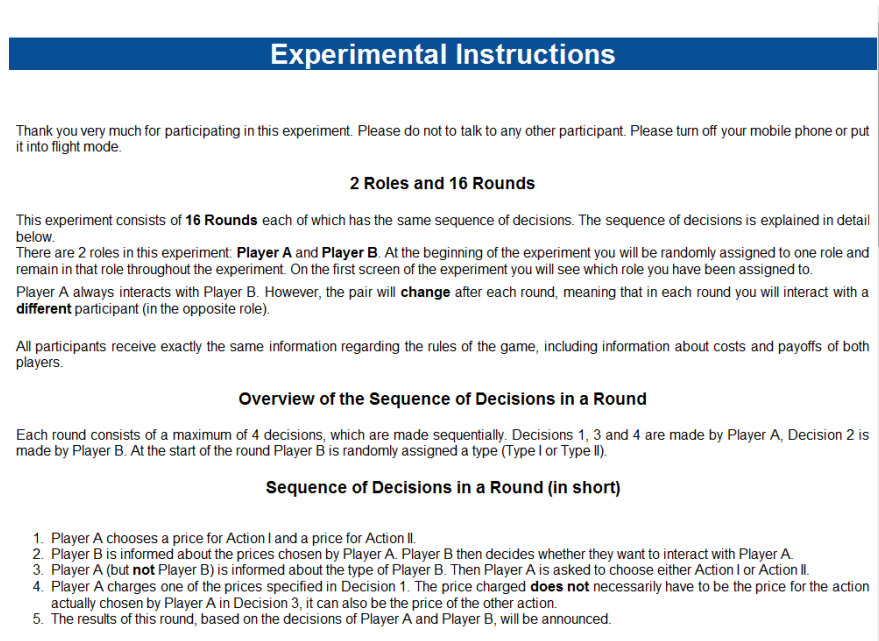 Experimental Instructions
Thank you very much for participating in this experiment. Please do not to talk to any other participant. Please turn off your mobile phone or put
it into flight mode.
2 Roles and 16 Rounds
This experiment consists of 16 Rounds each of which has the same sequence of decisions. The sequence of decisions is explained in detail
below.
There are 2 roles in this experiment: Player A and Player B. At the beginning of the experiment you will be randomly assigned to one role and
remain in that role throughout the experiment. On the first screen of the experiment you will see which role you have been assigned to.
Player A always interacts with Player B. However, the pair will change after each round, meaning that in each round you will interact with a
different participant (in the opposite role).
All participants receive exactly the same information regarding the rules of the game, including information about costs and payoffs of both
players.
Overview of the Sequence of Decisions in a Round
Each round consists of a maximum of 4 decisions, which are made sequentially. Decisions 1, 3 and 4 are made by Player A, Decision 2 is
made by Player B. At the start of the round Player B is randomly assigned a type (Type I or Type II).
Sequence of Decisions in a Round (in short)
1. Player A chooses a price for Action I and a price for Action II.
2. Player B is informed about the prices chosen by Player A. Player B then decides whether they want to interact with Player A.
3. Player A (but not Player B) is informed about the type of Player B. Then Player A is asked to choose either Action I or Action II.
4. Player A charges one of the prices specified in Decision 1. The price charged does not necessarily have to be the price for the action
actually chosen by Player A in Decision 3, it can also be the price of the other action.
5. The results of this round, based on the decisions of Player A and Player B, will be announced.